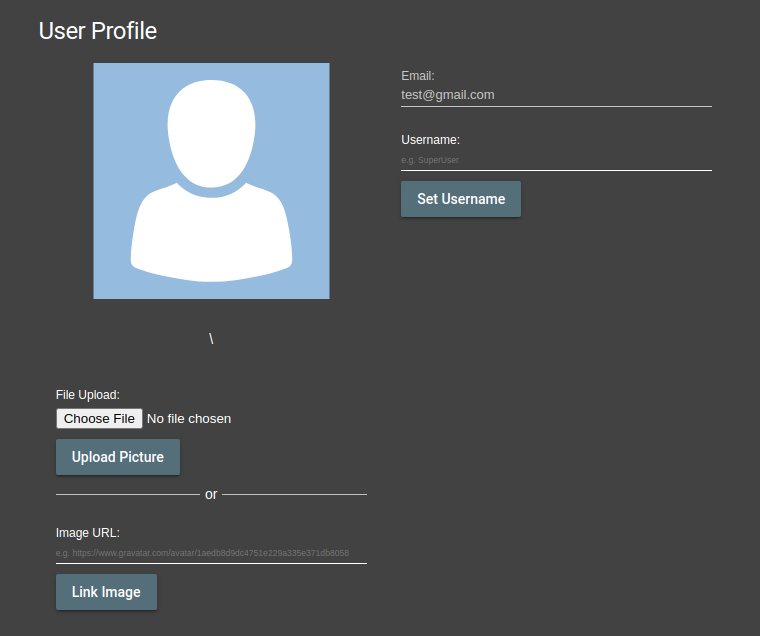 User Profile
Email:
test@gmail.com
Username:
e.g. SuperUser
Set Username
\
File Upload:
Choose File No file chosen
Upload Picture
or
Image URL:
e.g. https://www.gravatar.com/avatar/1aedb8d9dc4751e229a335e371db8058
Link Image